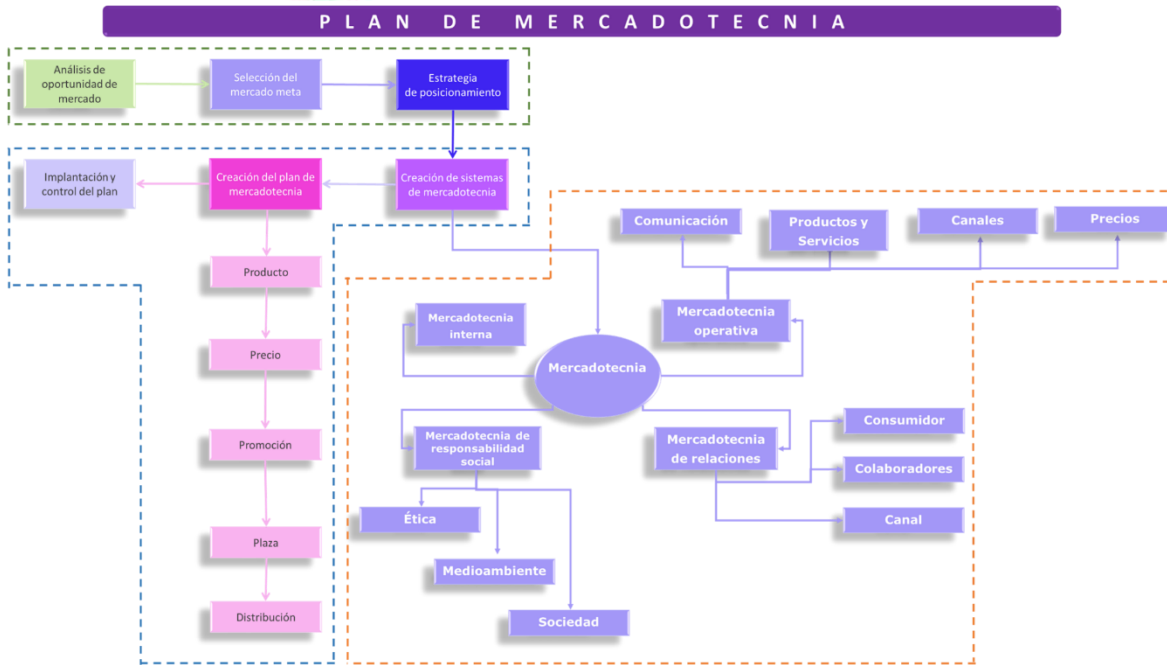 PLAN DE MERCADOTECNIA
Análisis de
oportunidad de
mercado
Selección del
mercado meta
Estrategia
de posicionamiento
Implantación y
control del plan
Creación del plan de
mercadotecnia
Creación de sistemas
de mercadotecnia
Producto
Precio
Promoción
Plaza
Distribución
Comunicación
Productos y
Servicios
Canales
Precios
Mercadotecnia
interna
Mercadotecnia
operativa
Mercadotecnia
Mercadotecnia de
responsabilidad
social
Mercadotecnia
de relaciones
Consumidor
Colaboradores
Canal
Ética
Medioambiente
Sociedad